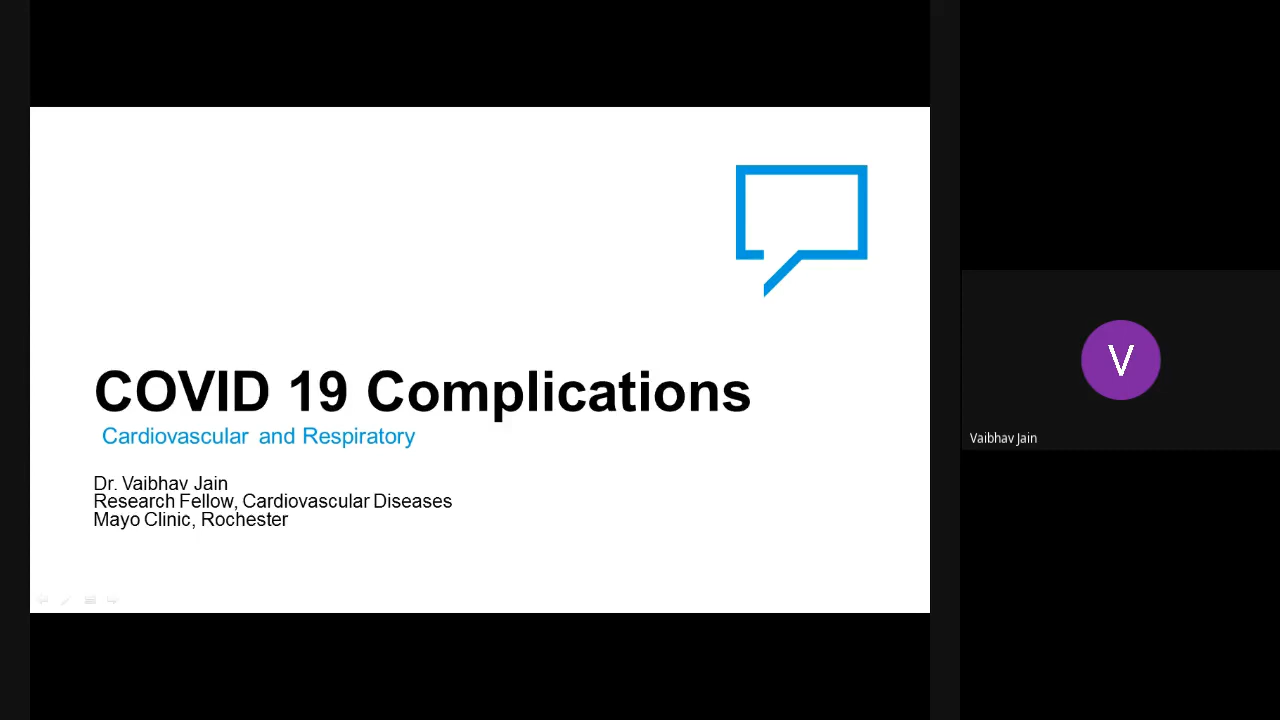 COVID 19 Complications
Cardiovascular and Respiratory
Dr. Vaibhav Jain
Research Fellow, Cardiovascular Diseases
Mayo Clinic, Rochester
V
Vaibhav Jain